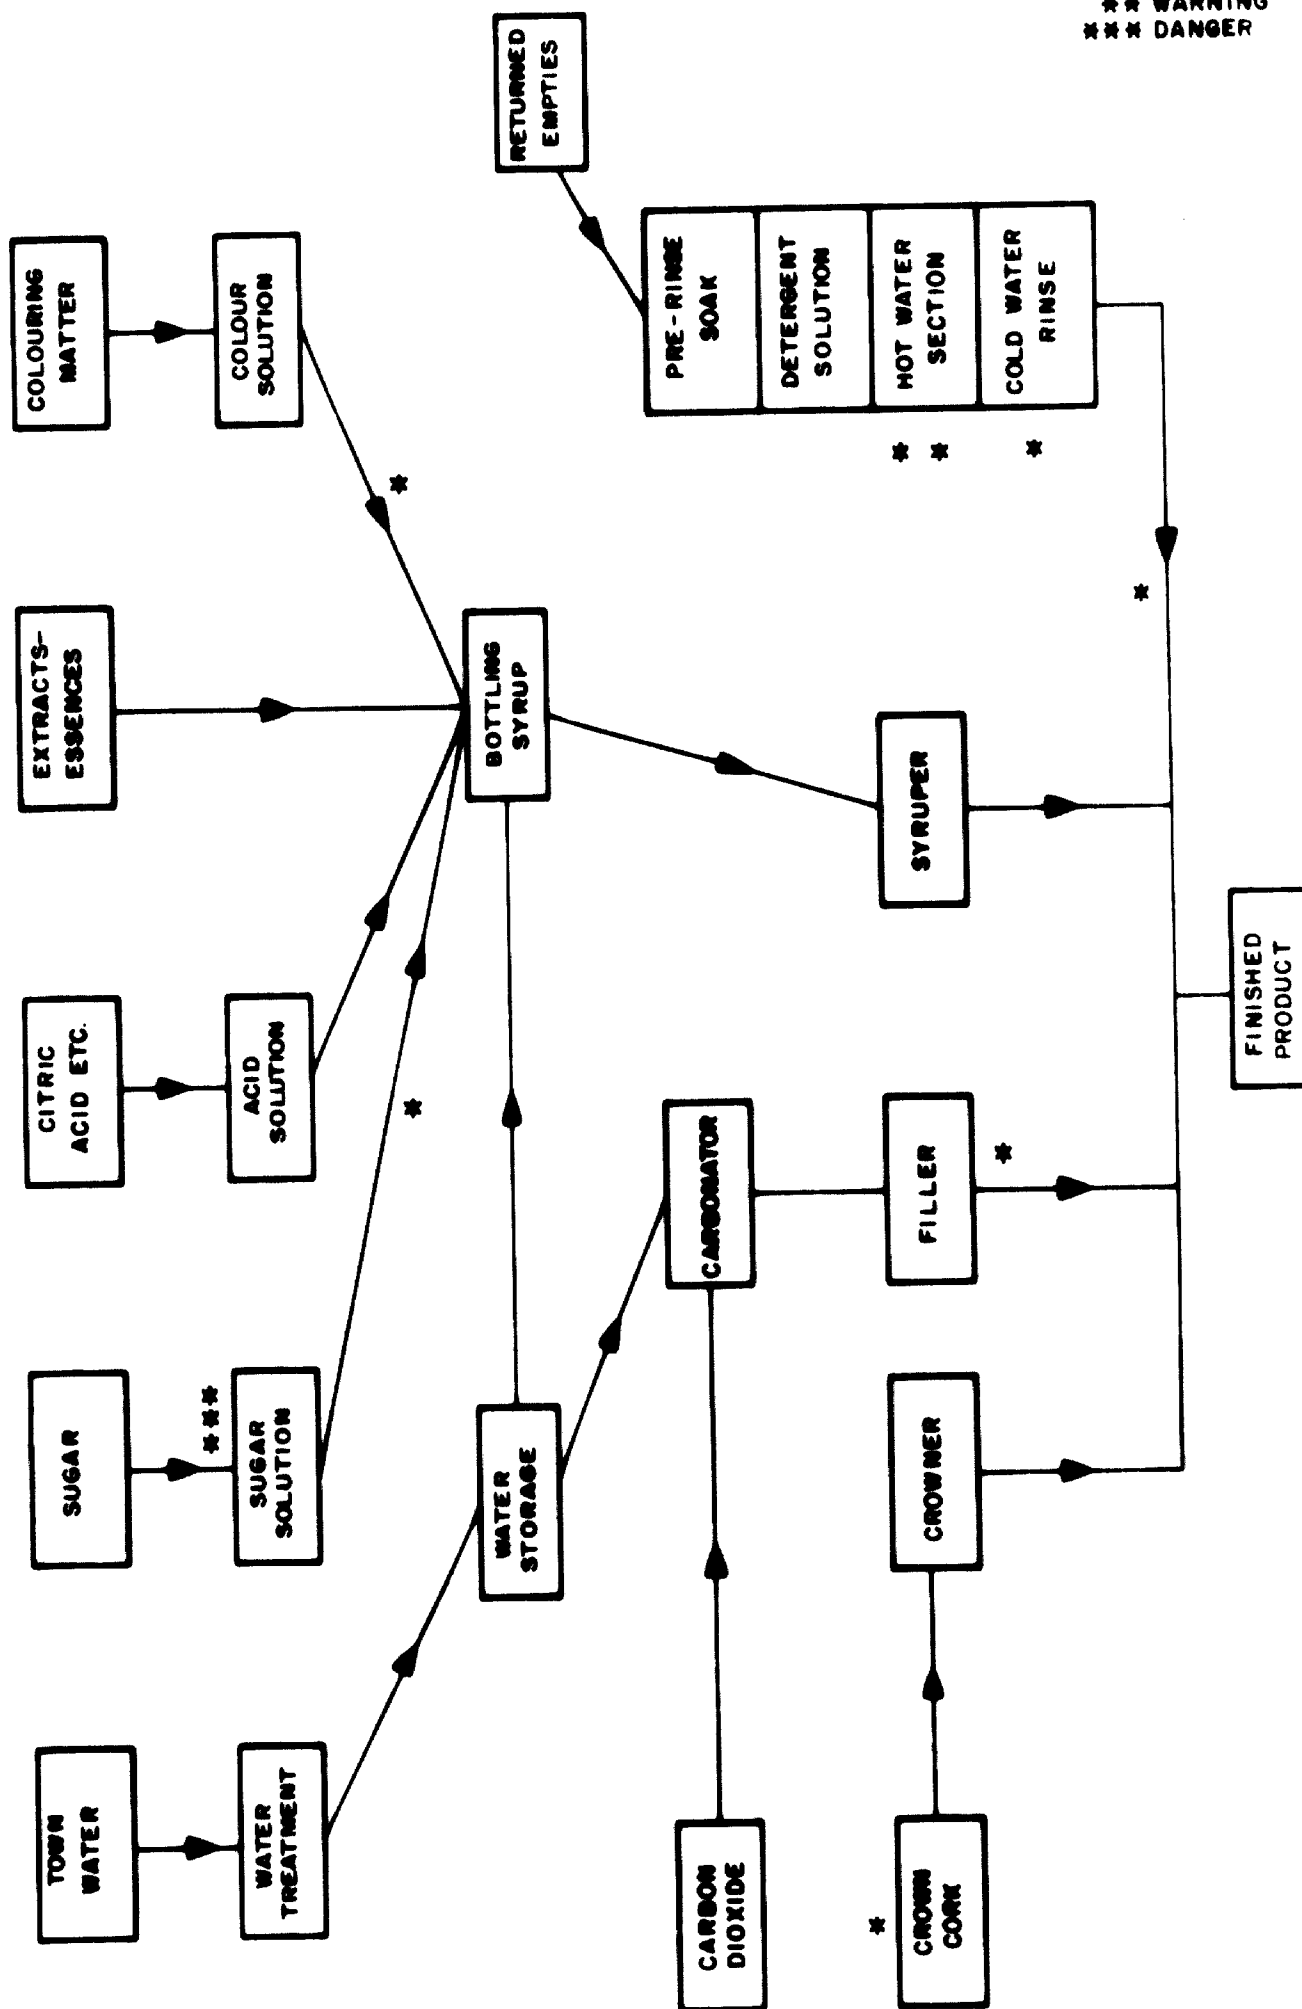 ** WARNING
*** DANGER
RETURNED
EMPTIES
COLOURING
MATTER
COLOUR
SOLUTION
*
EXTRACTS-
ESSENCES
CITRIC
ACID ETC.
ACID
SOLUTION
SUGAR
***
SUGAR
SOLUTION
*
TOWN
WATER
WATER
TREATMENT
WATER
STORAGE
BOTTLING
SYRUP
PRE-RINSE
SOAK
DETERGENT
SOLUTION
HOT WATER
SECTION
* *
COLD WATER
RINSE
*
*
SYRUPER
CARBONATOR
CARBON
DIOXIDE
FILLER
*
CROWNER
CROWN
CORK
*
FINISHED
PRODUCT